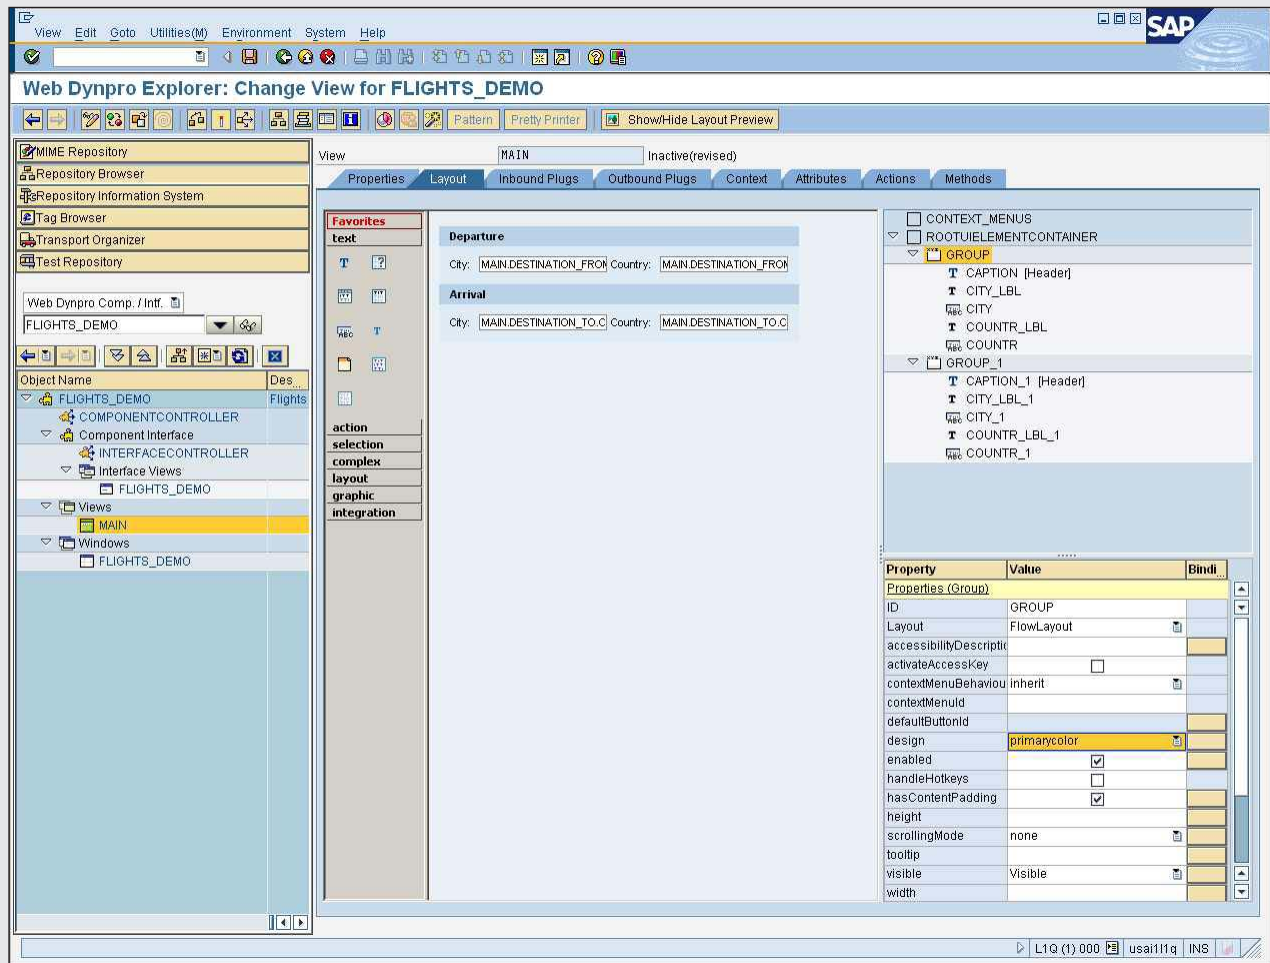 View Edit Goto Utilities(M) Environment System Help
SAP
Web Dynpro Explorer: Change View for FLIGHTS_DEMO
Pattern Pretty Printer Show/Hide Layout Preview
MIME Repository
Repository Browser
Repository Information System
Tag Browser
Transport Organizer
Test Repository
Web Dynpro Comp. / Intf.
FLIGHTS_DEMO
Object Name Des...
FLIGHTS_DEMO Flights
COMPONENTCONTROLLER
Component Interface
INTERFACECONTROLLER
Interface Views
FLIGHTS_DEMO
Views
MAIN
Windows
FLIGHTS_DEMO
View MAIN Inactive(revised)
Properties Layout Inbound Plugs Outbound Plugs Context Attributes Actions Methods
Favorites
text
action
selection
complex
layout
graphic
integration
Departure
City: MAIN.DESTINATION_FROM Country: MAIN.DESTINATION_FROM
Arrival
City: MAIN.DESTINATION_TO.C Country: MAIN.DESTINATION_TO.C
CONTEXT_MENUS
ROOTUIELEMENTCONTAINER
GROUP
CAPTION [Header]
CITY_LBL
CITY
COUNTR_LBL
COUNTR
GROUP_1
CAPTION_1 [Header]
CITY_LBL_1
CITY_1
COUNTR_LBL_1
COUNTR_1
Property Value Bindi...
Properties (Group)
ID GROUP
Layout FlowLayout
accessibilityDescriptic
activateAccessKey
contextMenuBehaviou inherit
contextMenuId
defaultButtonId
design primarycolor
enabled
handleHotkeys
hasContentPadding
height
scrollingMode none
tooltip
visible Visible
width
L1Q (1) 000 usai1l1q INS